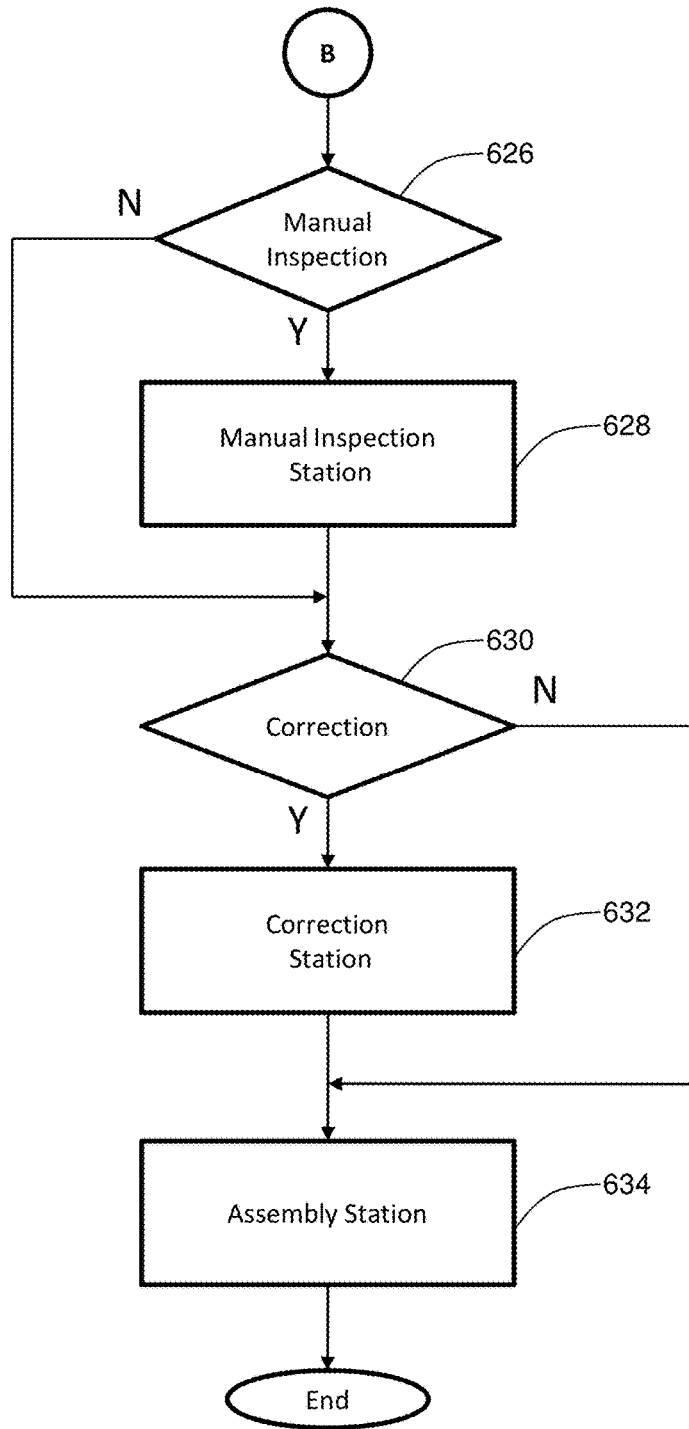 B
626
N
Manual
Inspection
Y
Manual Inspection
Station
628
630
N
Correction
Y
Correction
Station
632
Assembly Station
634
End